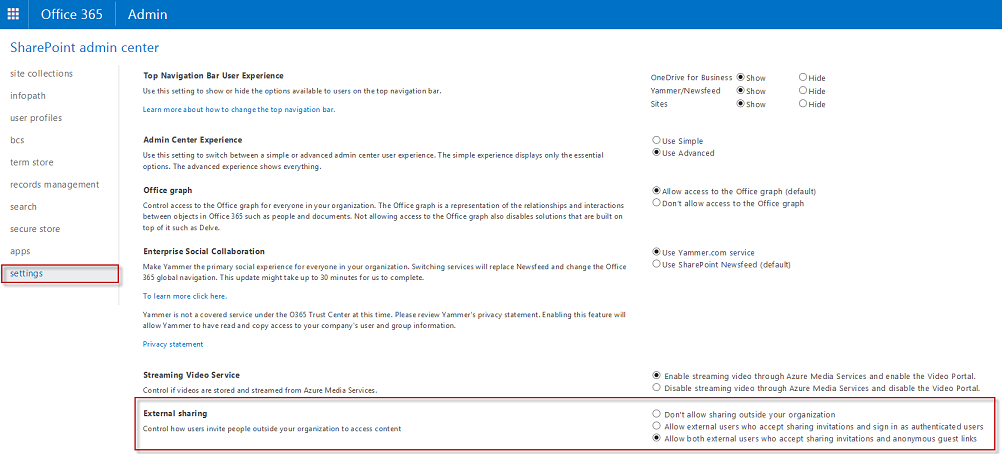 Office 365 Admin
SharePoint admin center
site collections
infopath
user profiles
bcs
term store
records management
search
secure store
apps
settings
Top Navigation Bar User Experience
Use this setting to show or hide the options available to users on the top navigation bar.
Learn more about how to change the top navigation bar.
OneDrive for Business Show Hide
Yammer/Newsfeed Show Hide
Sites Show Hide
Admin Center Experience
Use this setting to switch between a simple or advanced admin center user experience. The simple experience displays only the essential
options. The advanced experience shows everything.
Use Simple
Use Advanced
Office graph
Control access to the Office graph for everyone in your organization. The Office graph is a representation of the relationships and interactions
between objects in Office 365 such as people and documents. Not allowing access to the Office graph also disables solutions that are built on
top of it such as Delve.
Allow access to the Office graph (default)
Don't allow access to the Office graph
Enterprise Social Collaboration
Make Yammer the primary social experience for everyone in your organization. Switching services will replace Newsfeed and change the Office
365 global navigation. This update might take up to 30 minutes for us to complete.
To learn more click here.
Yammer is not a covered service under the O365 Trust Center at this time. Please review Yammer's privacy statement. Enabling this feature will
allow Yammer to have read and copy access to your company's user and group information.
Privacy statement
Use Yammer.com service
Use SharePoint Newsfeed (default)
Streaming Video Service
Control if videos are stored and streamed from Azure Media Services.
Enable streaming video through Azure Media Services and enable the Video Portal.
Disable streaming video through Azure Media Services and disable the Video Portal.
External sharing
Control how users invite people outside your organization to access content
Don't allow sharing outside your organization
Allow external users who accept sharing invitations and sign in as authenticated users
Allow both external users who accept sharing invitations and anonymous guest links